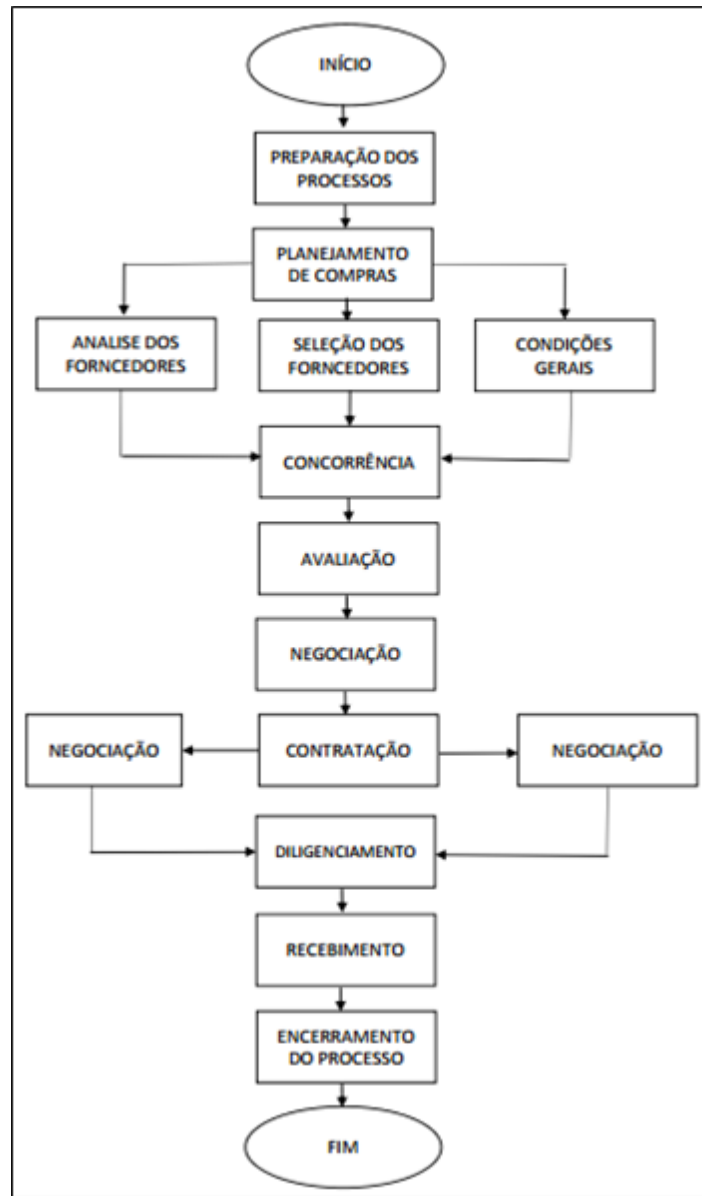 INÍCIO
PREPARAÇÃO DOS
PROCESSOS
PLANEJAMENTO
DE COMPRAS
ANALISE DOS
FORNCEDORES
SELEÇÃO DOS
FORNCEDORES
CONDIÇÕES
GERAIS
CONCORRÊNCIA
AVALIAÇÃO
NEGOCIAÇÃO
NEGOCIAÇÃO
CONTRATAÇÃO
NEGOCIAÇÃO
DILIGENCIAMENTO
RECEBIMENTO
ENCERRAMENTO
DO PROCESSO
FIM